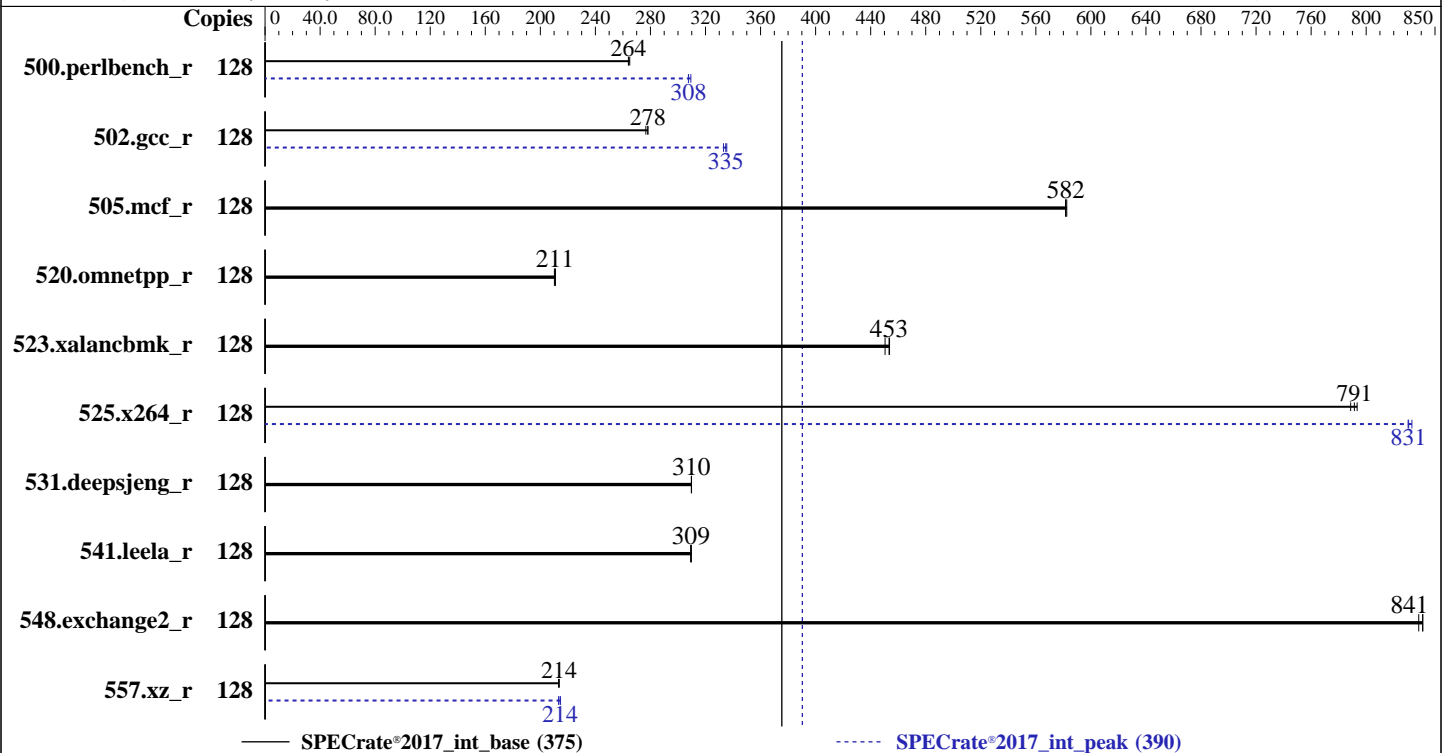 Copies 0 40.0 80.0 120 160 200 240 280 320 360 400 440 480 520 560 600 640 680 720 760 800 850
264
500.perlbench_r 128
308
278
502.gcc_r 128
335
582
505.mcf_r 128
211
520.omnetpp_r 128
453
523.xalancbmk_r 128
791
525.x264_r 128
831
310
531.deepsjeng_r 128
309
541.leela_r 128
841
548.exchange2_r 128
214
557.xz_r 128
214
SPECrate®2017_int_base (375) SPECrate®2017_int_peak (390)